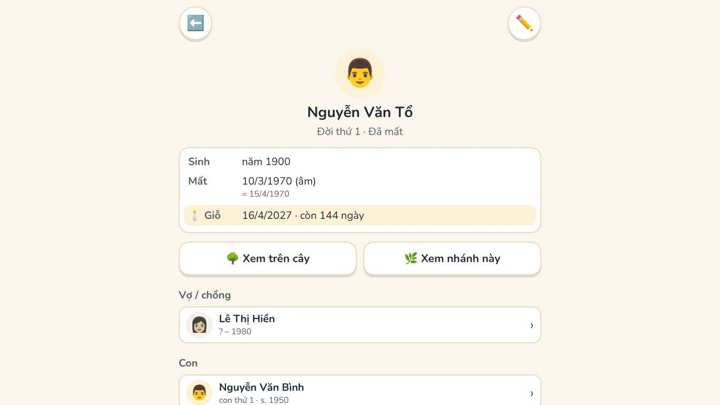 Nguyễn Văn Tổ
Đời thứ 1 · Đã mất
Sinh năm 1900
Mất 10/3/1970 (âm)
= 15/4/1970
Giỗ 16/4/2027 · còn 144 ngày
Xem trên cây
Xem nhánh này
Vợ / chồng
Lê Thị Hiền
? – 1980
Con
Nguyễn Văn Bình
con thứ 1 · s. 1950